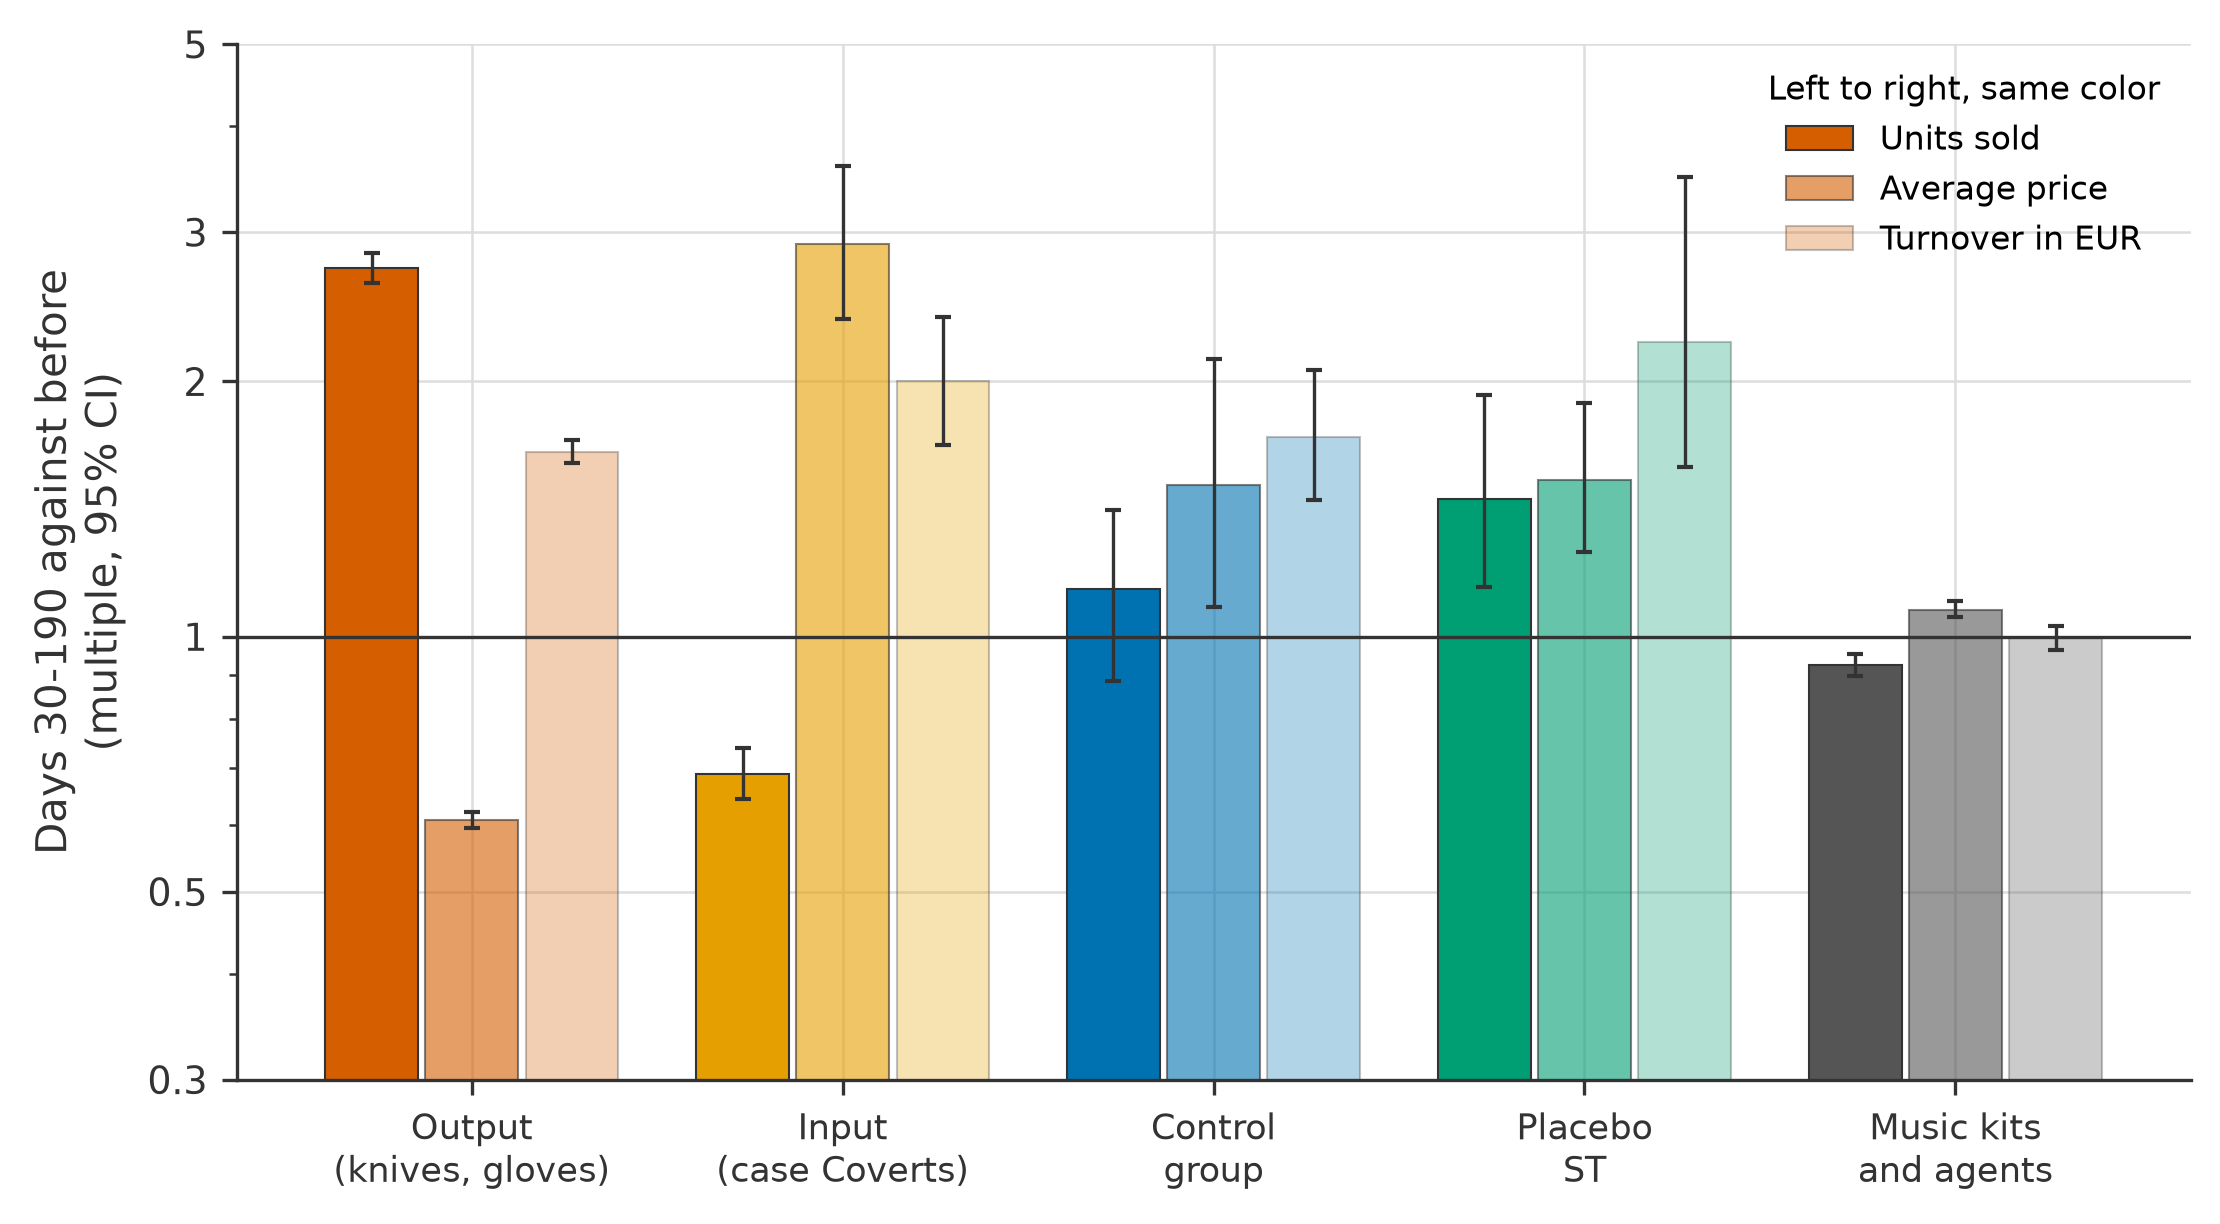 Days 30-190 against before
(multiple, 95% CI)
5
3
2
1
0.5
0.3
Left to right, same color
Units sold
Average price
Turnover in EUR
Output
(knives, gloves)
Input
(case Coverts)
Control
group
Placebo
ST
Music kits
and agents